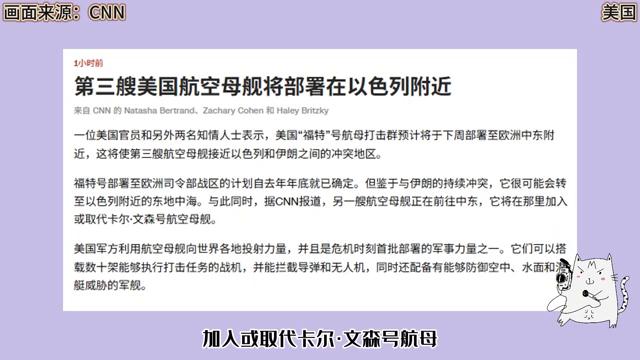 画面来源：CNN
美国
1小时前
第三艘美国航空母舰将部署在以色列附近
来自 CNN 的 Natasha Bertrand、Zachary Cohen 和 Haley Britzky
一位美国官员和另外两名知情人士表示，美国“福特”号航母打击群预计将于下周部署至欧洲中东附
近，这将使第三艘航空母舰接近以色列和伊朗之间的冲突地区。
福特号部署至欧洲司令部战区的计划自去年年底就已确定。但鉴于与伊朗的持续冲突，它很可能会转
至以色列附近的东地中海。与此同时，据CNN报道，另一艘航空母舰正在前往中东，它将在那里加入
或取代卡尔·文森号航空母舰。
美国军方利用航空母舰向世界各地投射力量，并且是危机时刻首批部署的军事力量之一。它们可以搭
载数十架能够执行打击任务的战机，并能拦截导弹和无人机，同时还配备有能够防御空中、水面和潜
艇威胁的军舰。
加入或取代卡尔·文森号航母